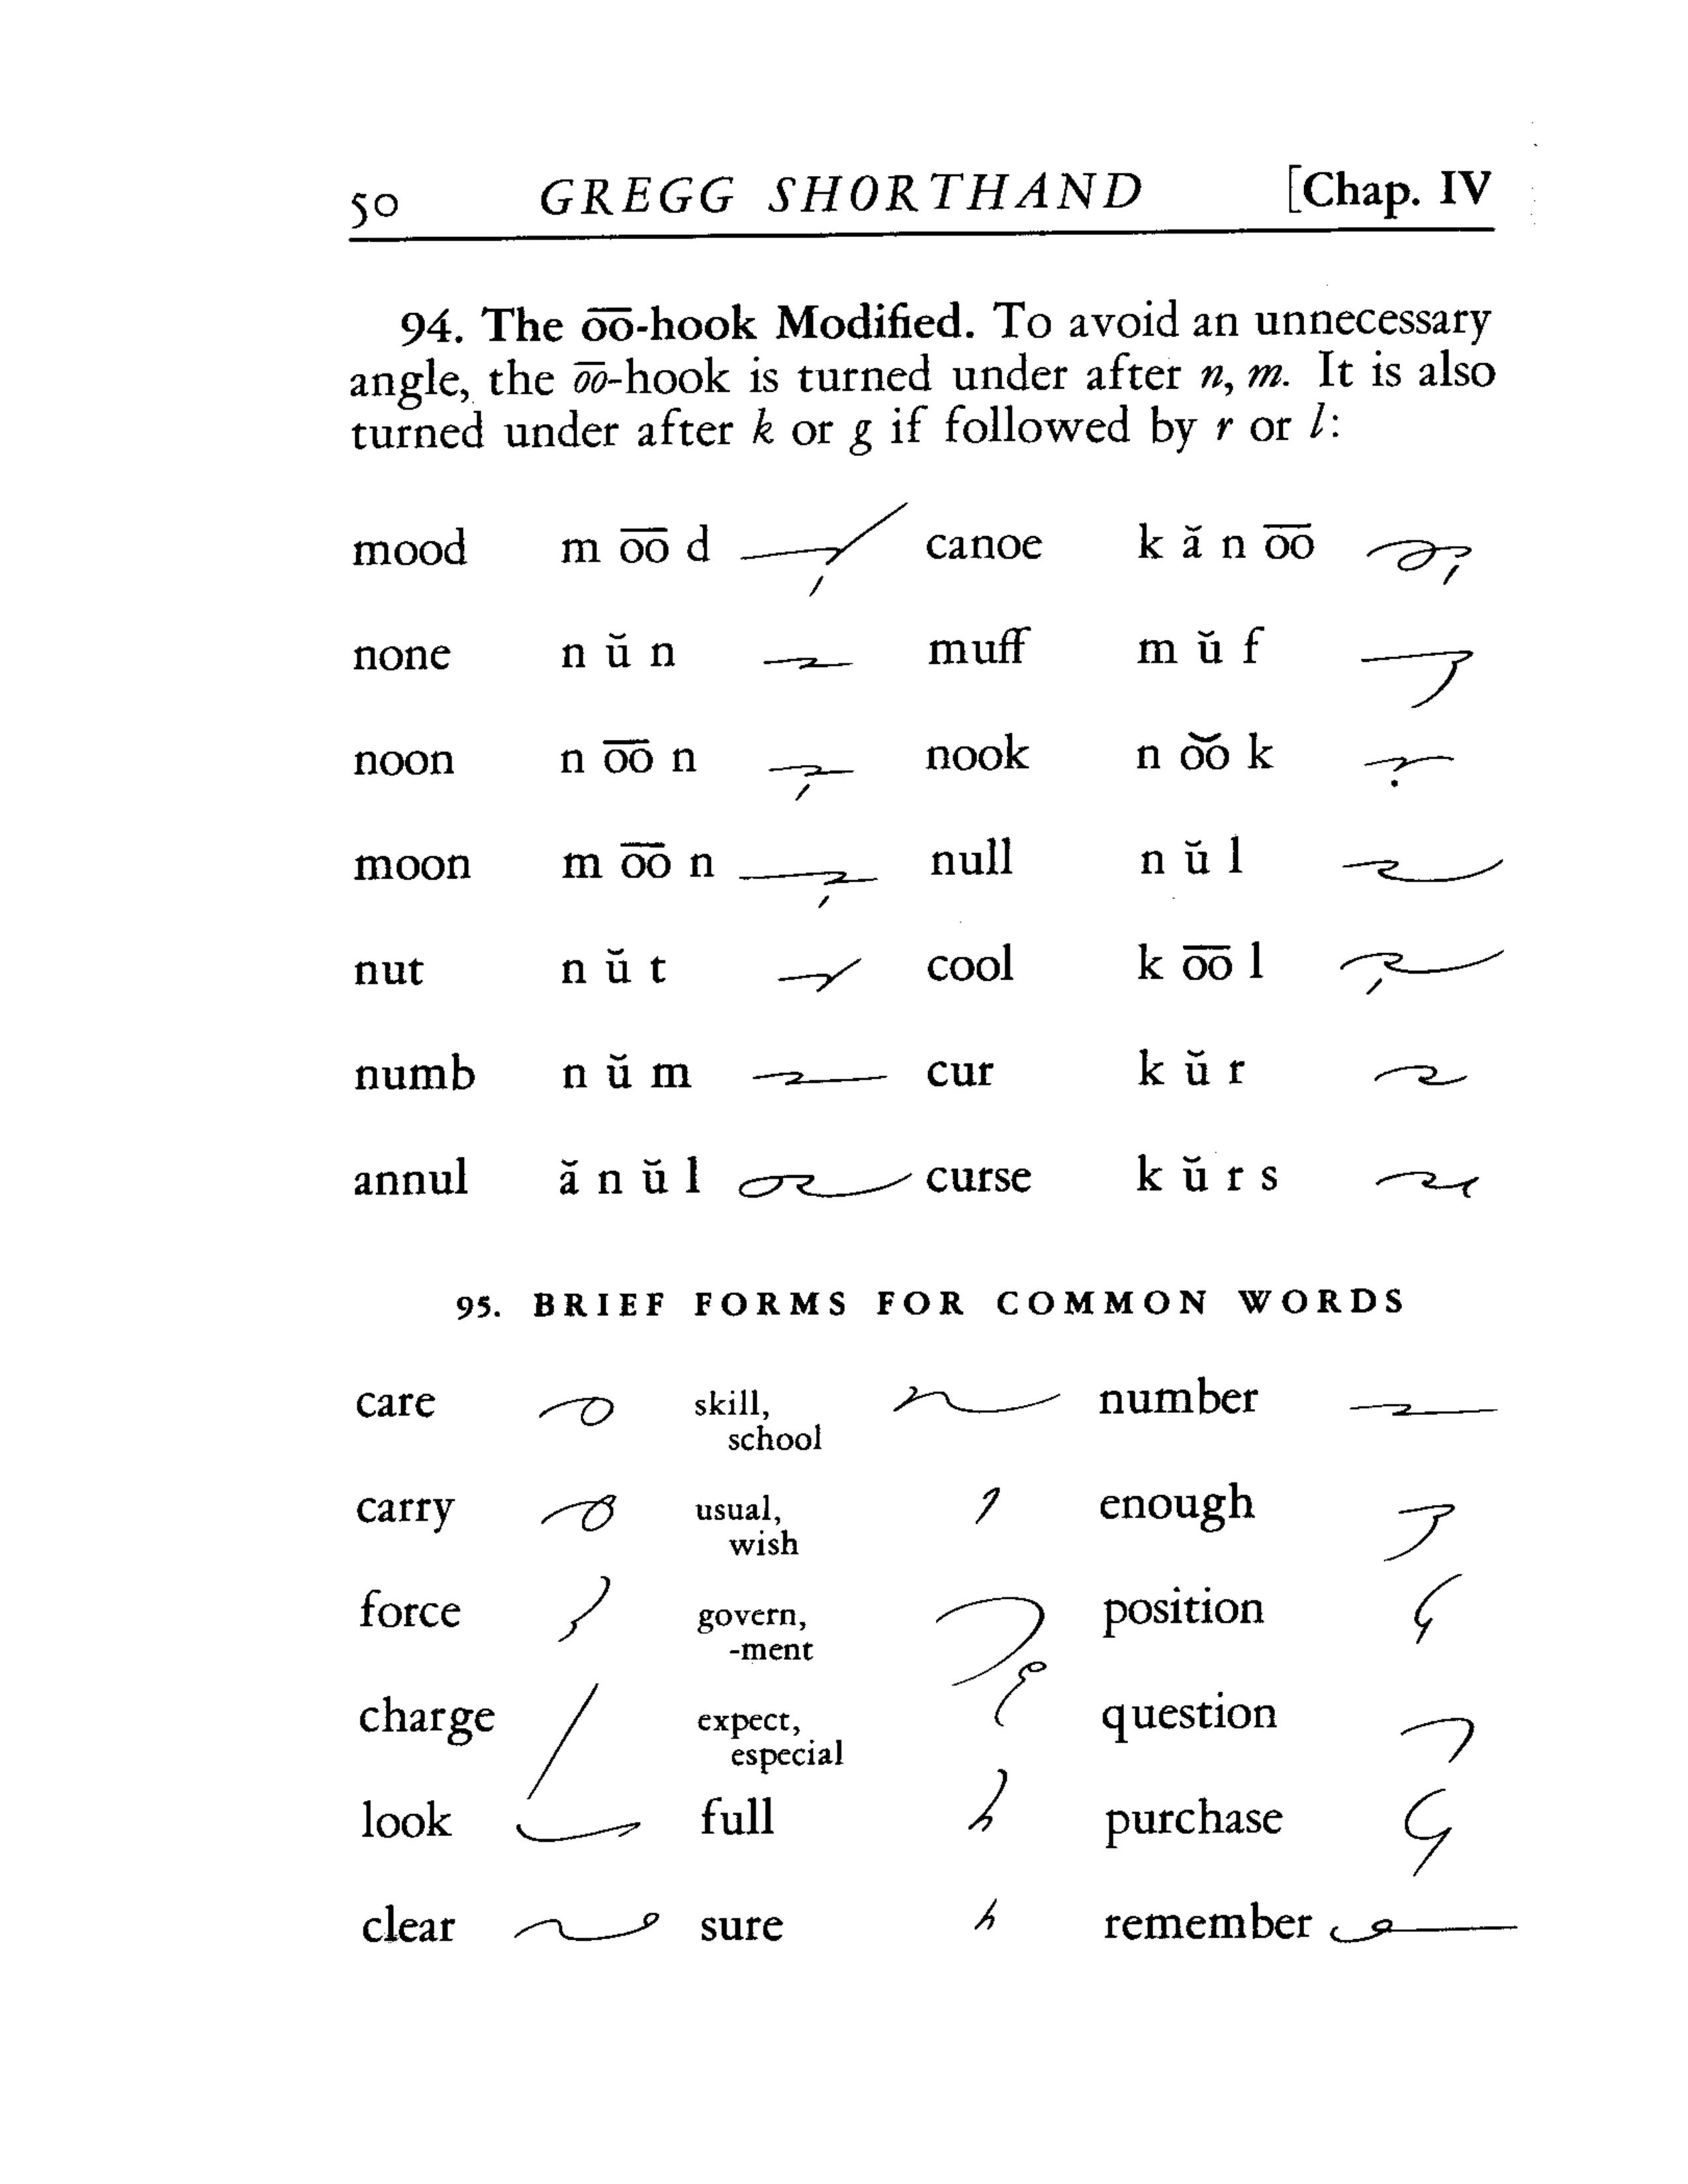 50 GREGG SHORTHAND [Chap. IV
94. The o͞o-hook Modified. To avoid an unnecessary
angle, the o͞o-hook is turned under after n, m. It is also
turned under after k or g if followed by r or l:
mood m o͞o d canoe k ă n o͞o
none n ŭ n muff m ŭ f
noon n o͞o n nook n o͝o k
moon m o͞o n null n ŭ l
nut n ŭ t cool k o͞o l
numb n ŭ m cur k ŭ r
annul ă n ŭ l curse k ŭ r s
95. BRIEF FORMS FOR COMMON WORDS
care skill, number
school
carry usual, enough
wish
force govern, position
-ment
charge expect, question
especial
look full purchase
clear sure remember